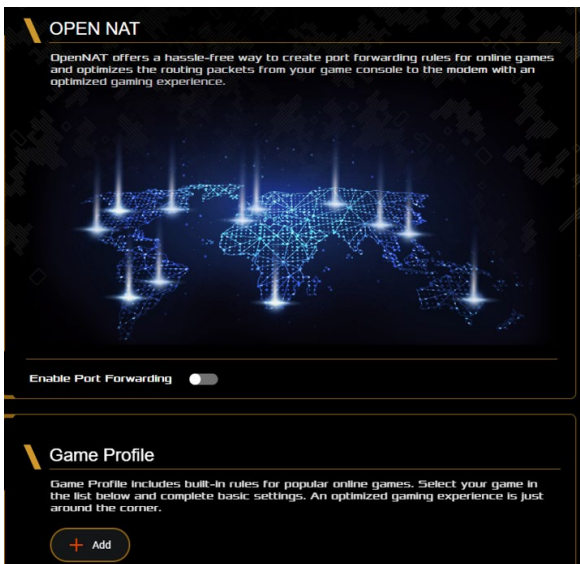 OPEN NAT
OpenNAT offers a hassle-free way to create port forwarding rules for online games
and optimizes the routing packets from your game console to the modem with an
optimized gaming experience.
Enable Port Forwarding
Game Profile
Game Profile includes built-in rules for popular online games. Select your game in
the list below and complete basic settings. An optimized gaming experience is just
around the corner.
Add